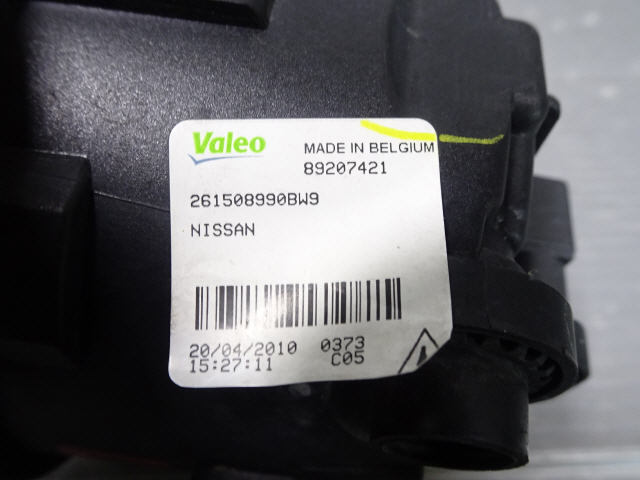 Valeo
MADE IN BELGIUM
89207421
261508990BW9
NISSAN
20/04/2010 0373
15:27:11 C05